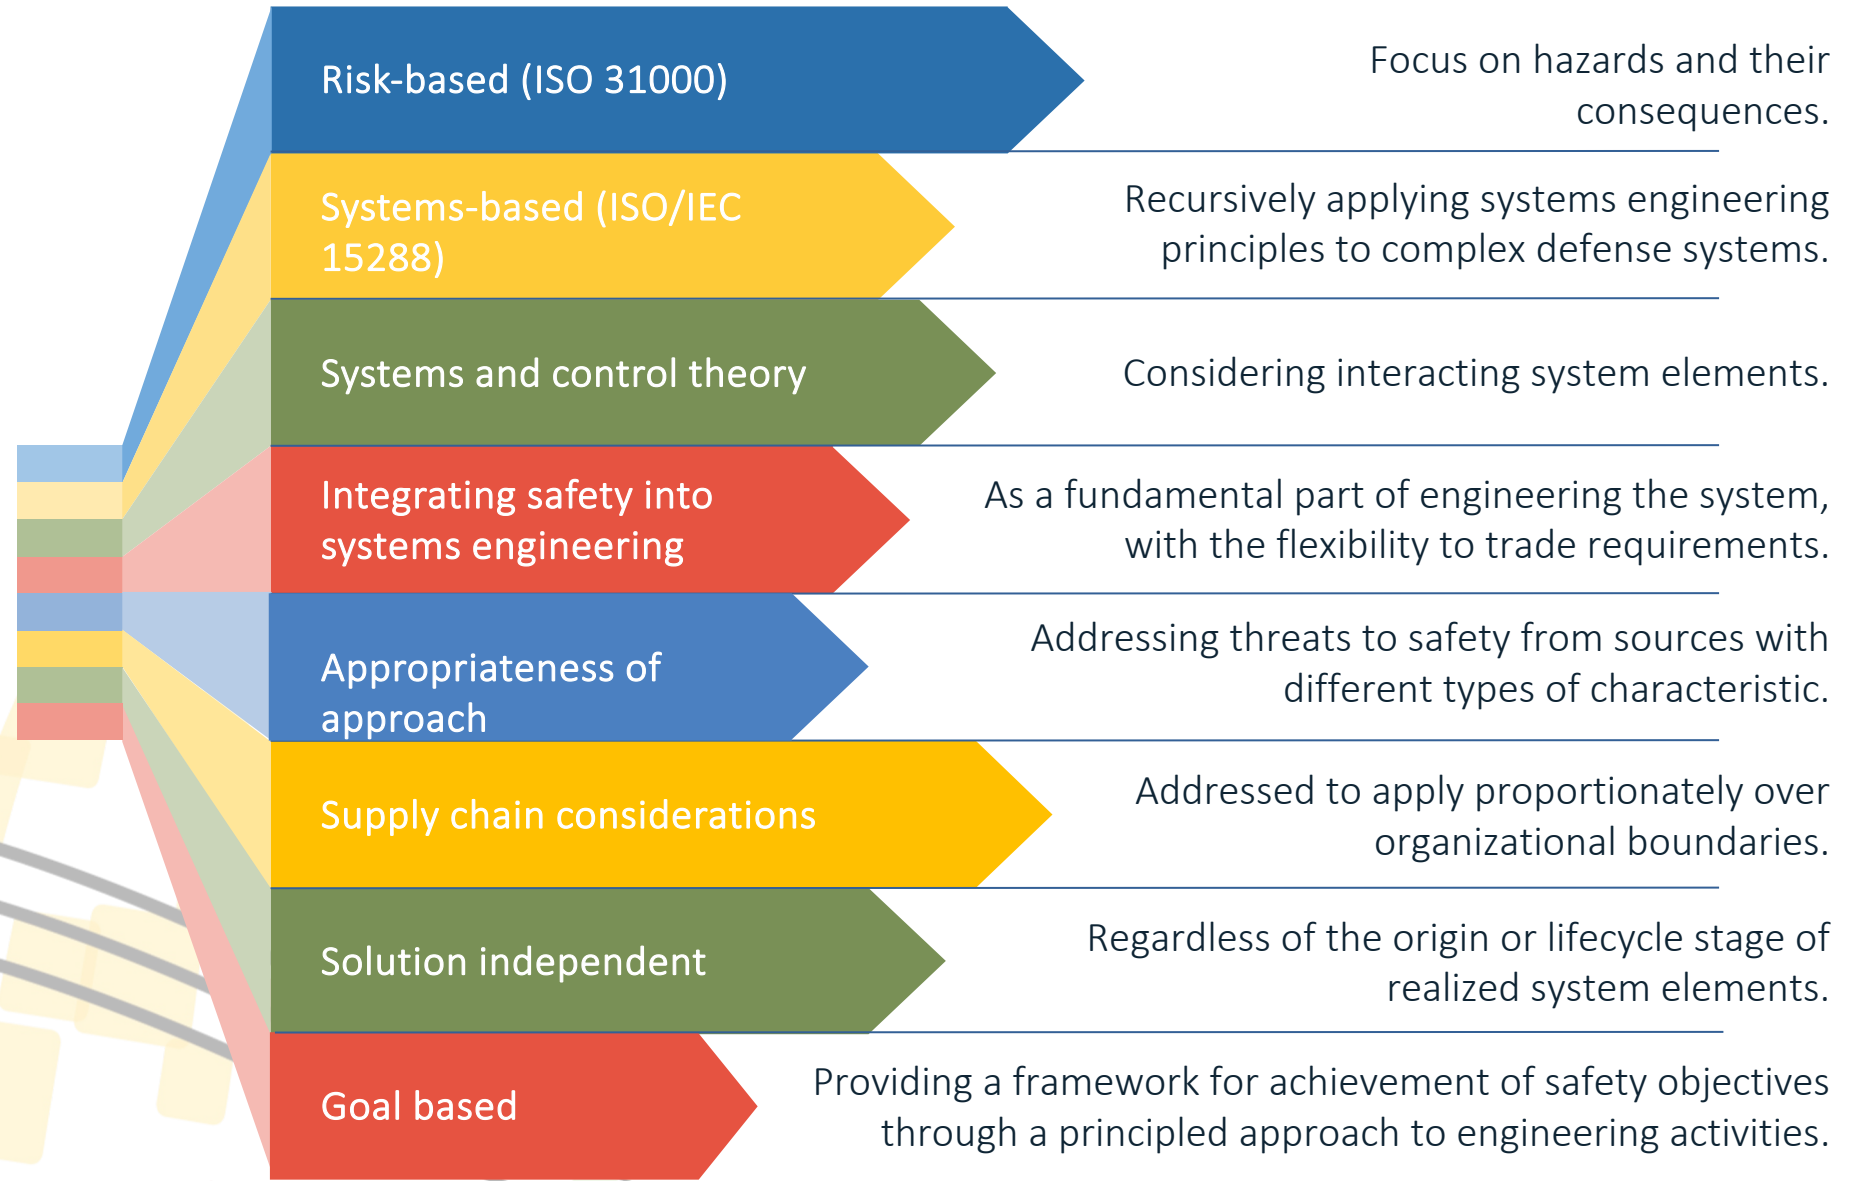 Risk-based (ISO 31000)
Focus on hazards and their
consequences.
Systems-based (ISO/IEC
15288)
Recursively applying systems engineering
principles to complex defense systems.
Systems and control theory
Considering interacting system elements.
Integrating safety into
systems engineering
As a fundamental part of engineering the system,
with the flexibility to trade requirements.
Appropriateness of
approach
Addressing threats to safety from sources with
different types of characteristic.
Supply chain considerations
Addressed to apply proportionately over
organizational boundaries.
Solution independent
Regardless of the origin or lifecycle stage of
realized system elements.
Goal based
Providing a framework for achievement of safety objectives
through a principled approach to engineering activities.